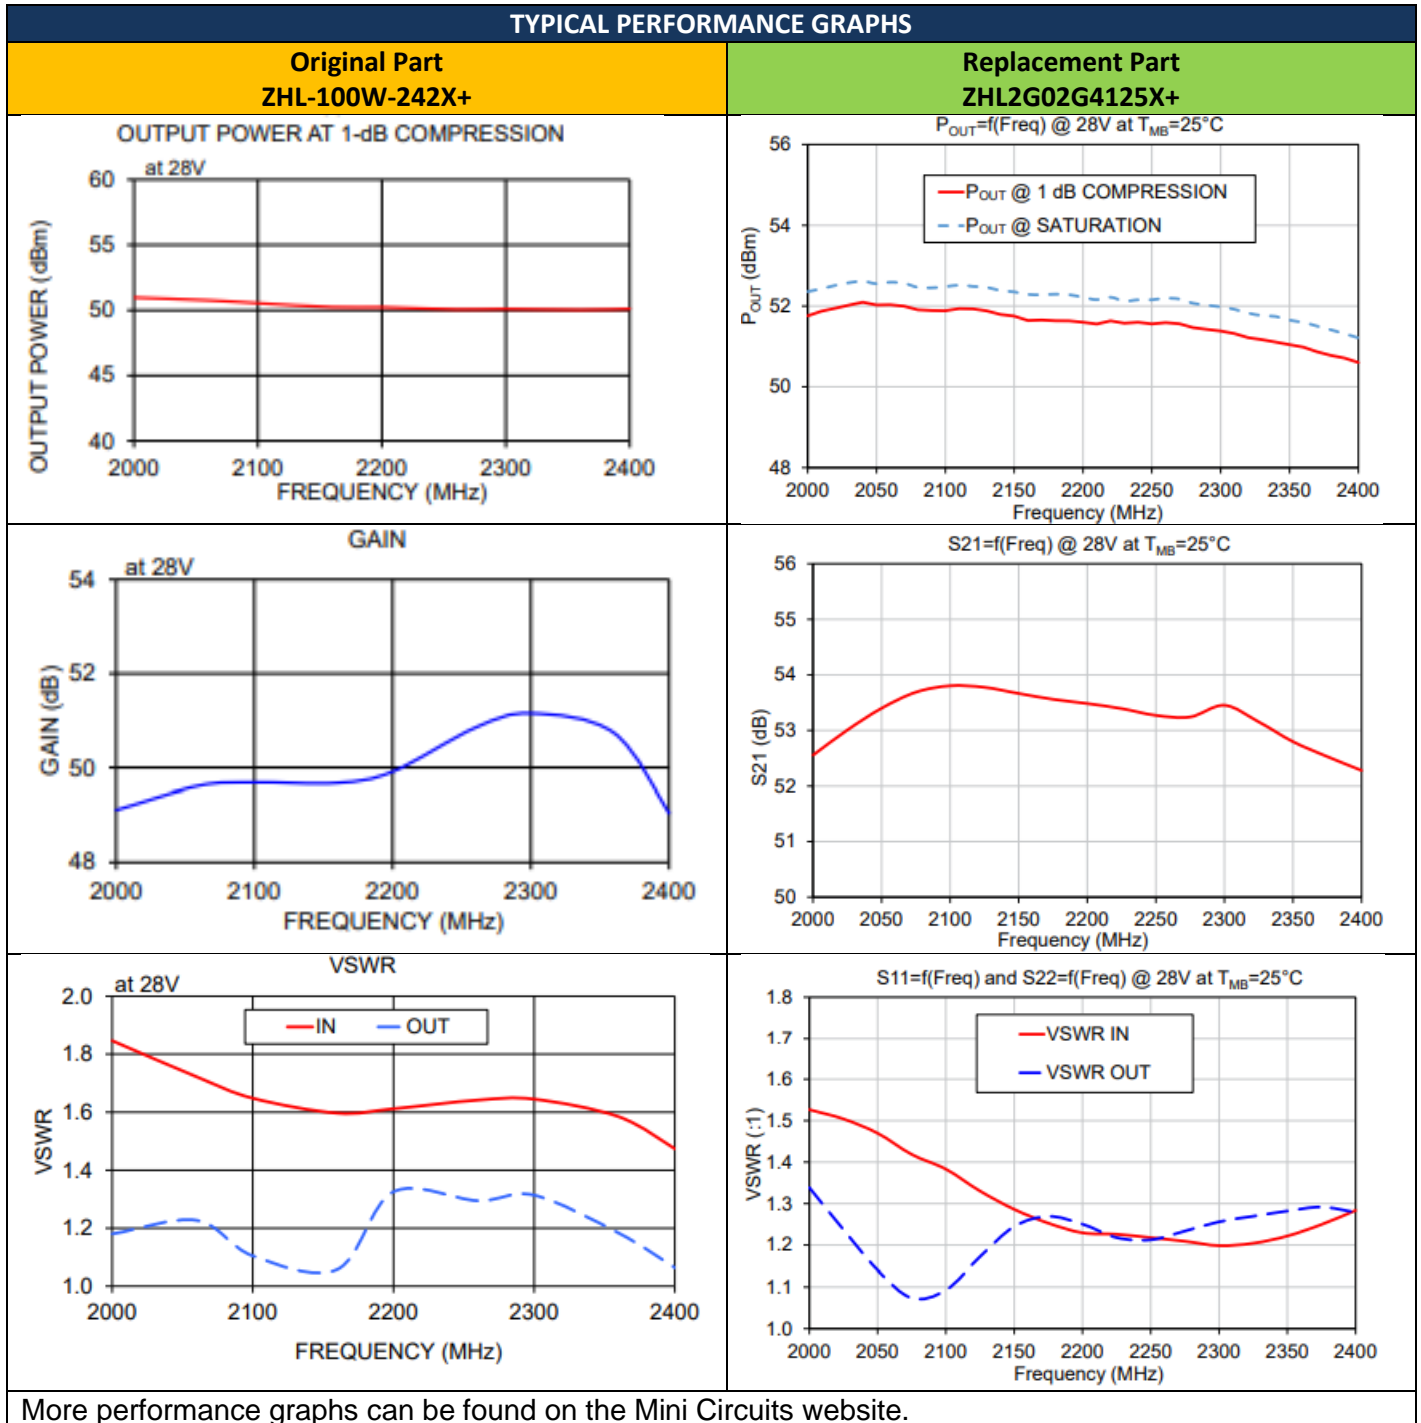 TYPICAL PERFORMANCE GRAPHS
Original Part
ZHL-100W-242X+
Replacement Part
ZHL2G02G4125X+
OUTPUT POWER AT 1-dB COMPRESSION
at 28V
60
55
50
45
40
OUTPUT POWER (dBm)
2000 2100 2200 2300 2400
FREQUENCY (MHz)
POUT=f(Freq) @ 28V at TMB=25°C
56
54
52
50
48
POUT (dBm)
POUT @ 1 dB COMPRESSION
POUT @ SATURATION
2000 2050 2100 2150 2200 2250 2300 2350 2400
Frequency (MHz)
GAIN
at 28V
54
52
50
48
GAIN (dB)
2000 2100 2200 2300 2400
FREQUENCY (MHz)
S21=f(Freq) @ 28V at TMB=25°C
56
55
54
53
52
51
50
S21 (dB)
2000 2050 2100 2150 2200 2250 2300 2350 2400
Frequency (MHz)
VSWR
at 28V
2.0
1.8
1.6
1.4
1.2
1.0
VSWR
IN OUT
2000 2100 2200 2300 2400
FREQUENCY (MHz)
S11=f(Freq) and S22=f(Freq) @ 28V at TMB=25°C
1.8
1.7
1.6
1.5
1.4
1.3
1.2
1.1
1.0
VSWR (:1)
VSWR IN
VSWR OUT
2000 2050 2100 2150 2200 2250 2300 2350 2400
Frequency (MHz)
More performance graphs can be found on the Mini Circuits website.